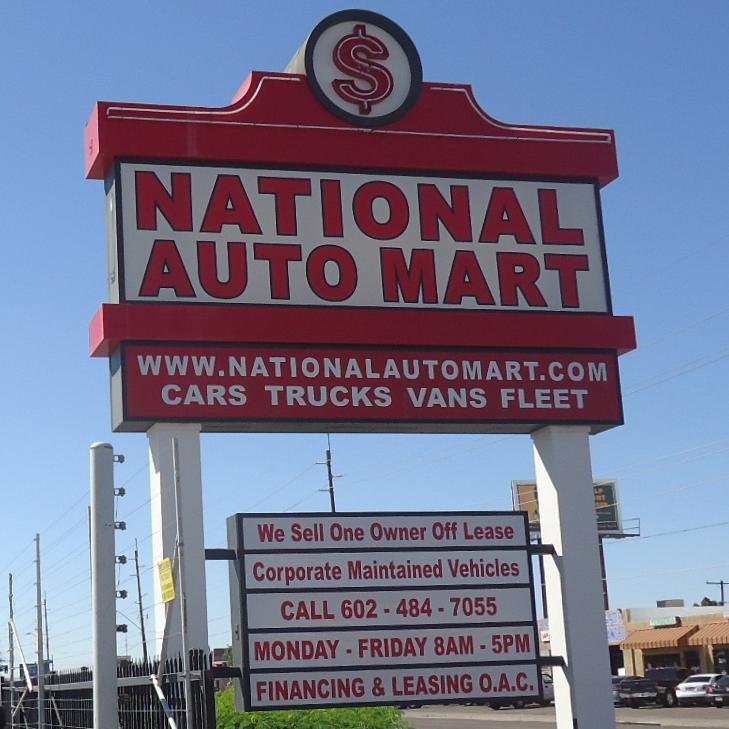 $
NATIONAL
AUTO MART
WWW.NATIONALAUTOMART.COM
CARS TRUCKS VANS FLEET
We Sell One Owner Off Lease
Corporate Maintained Vehicles
CALL 602 - 484 - 7055
MONDAY - FRIDAY 8AM - 5PM
FINANCING & LEASING O.A.C.